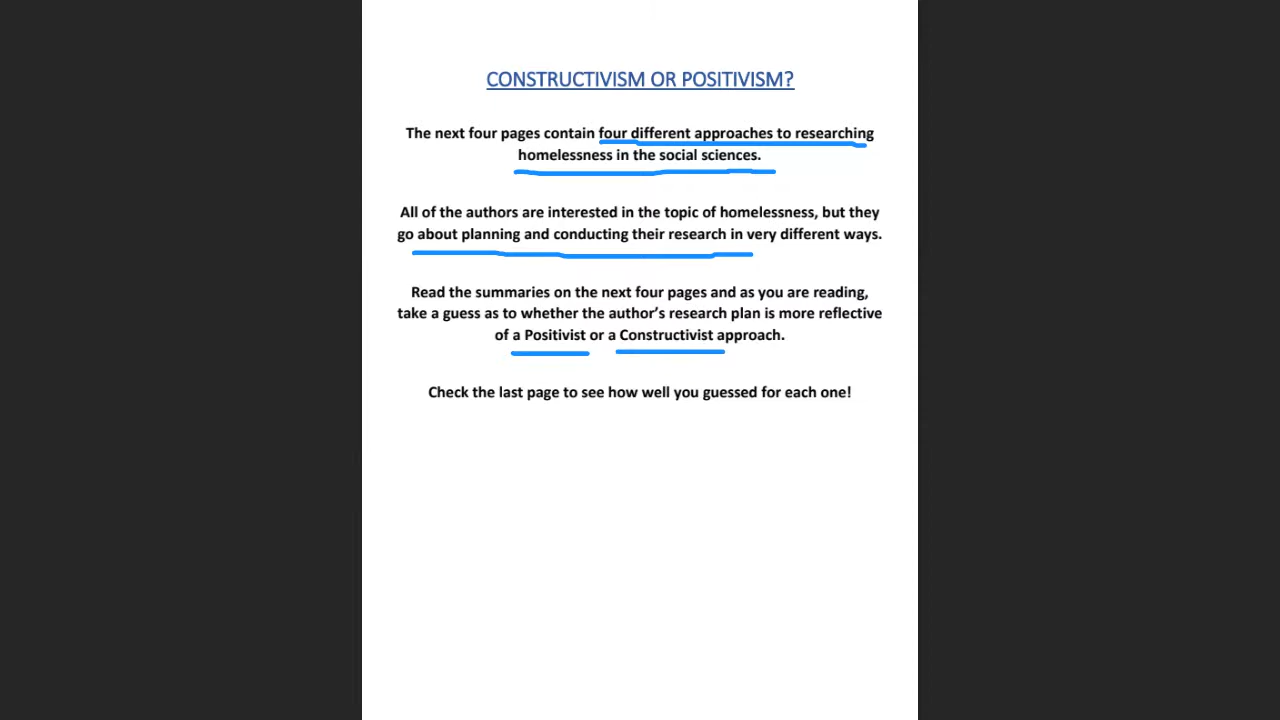 CONSTRUCTIVISM OR POSITIVISM?
The next four pages contain four different approaches to researching
homelessness in the social sciences.
All of the authors are interested in the topic of homelessness, but they
go about planning and conducting their research in very different ways.
Read the summaries on the next four pages and as you are reading,
take a guess as to whether the author’s research plan is more reflective
of a Positivist or a Constructivist approach.
Check the last page to see how well you guessed for each one!